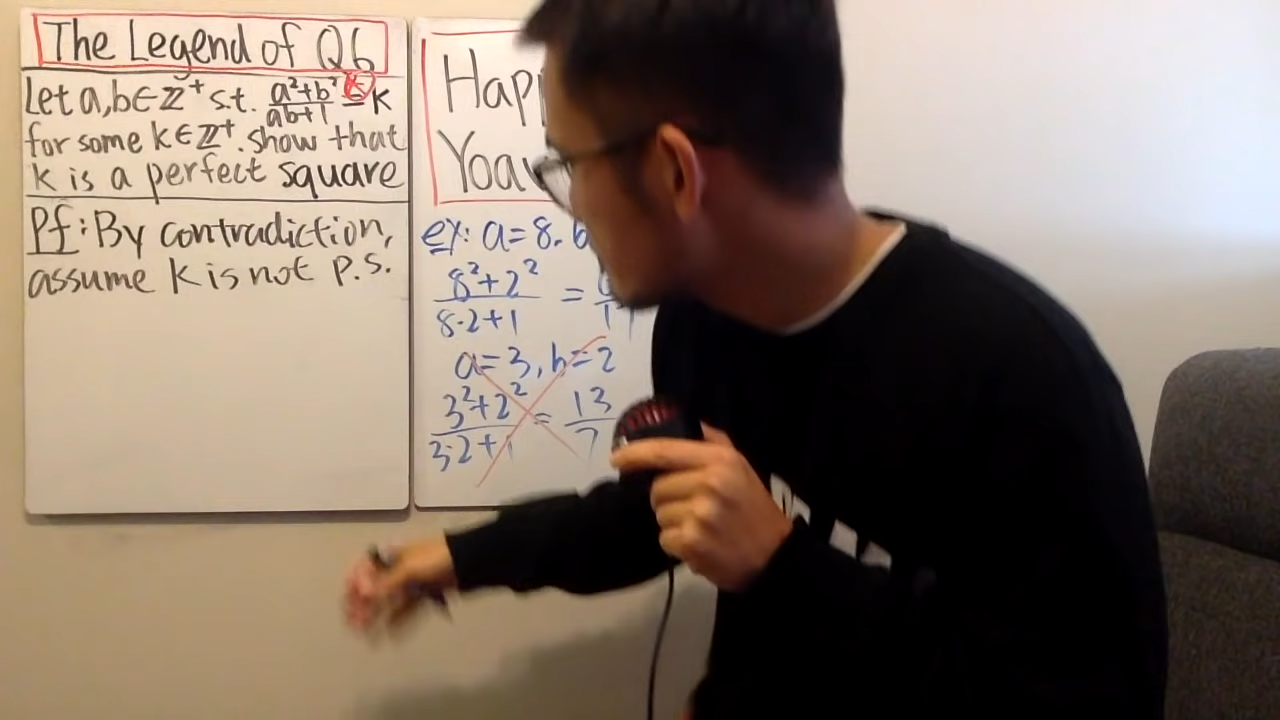 The Legend of Q6
Let a,b∈ℤ⁺ s.t. (a²+b²)/(ab+1) = k
for some k∈ℤ⁺. show that
k is a perfect square
Pf: By contradiction,
assume k is not p.s.
ex: a=8, b
(8²+2²)/(8·2+1) =
a=3, b=2
(3²+2²)/(3·2+1) = 13/7